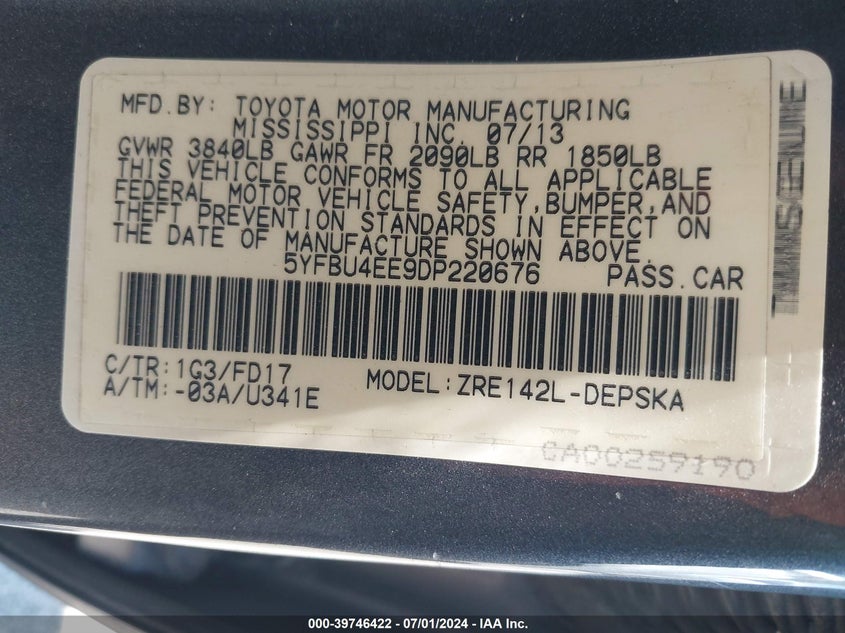 MFD.BY: TOYOTA MOTOR MANUFACTURING
MISSISSIPPI INC. 07/13
GVWR 3840LB GAWR FR 2090LB RR 1850LB
THIS VEHICLE CONFORMS TO ALL APPLICABLE
FEDERAL MOTOR VEHICLE SAFETY,BUMPER,AND
THEFT PREVENTION STANDARDS IN EFFECT ON
THE DATE OF MANUFACTURE SHOWN ABOVE.
5YFBU4EE9DP220676 PASS.CAR
C/TR:1G3/FD17
A/TM:-03A/U341E
MODEL:ZRE142L-DEPSKA
CA00259190
000-39746422 - 07/01/2024 - IAA Inc.